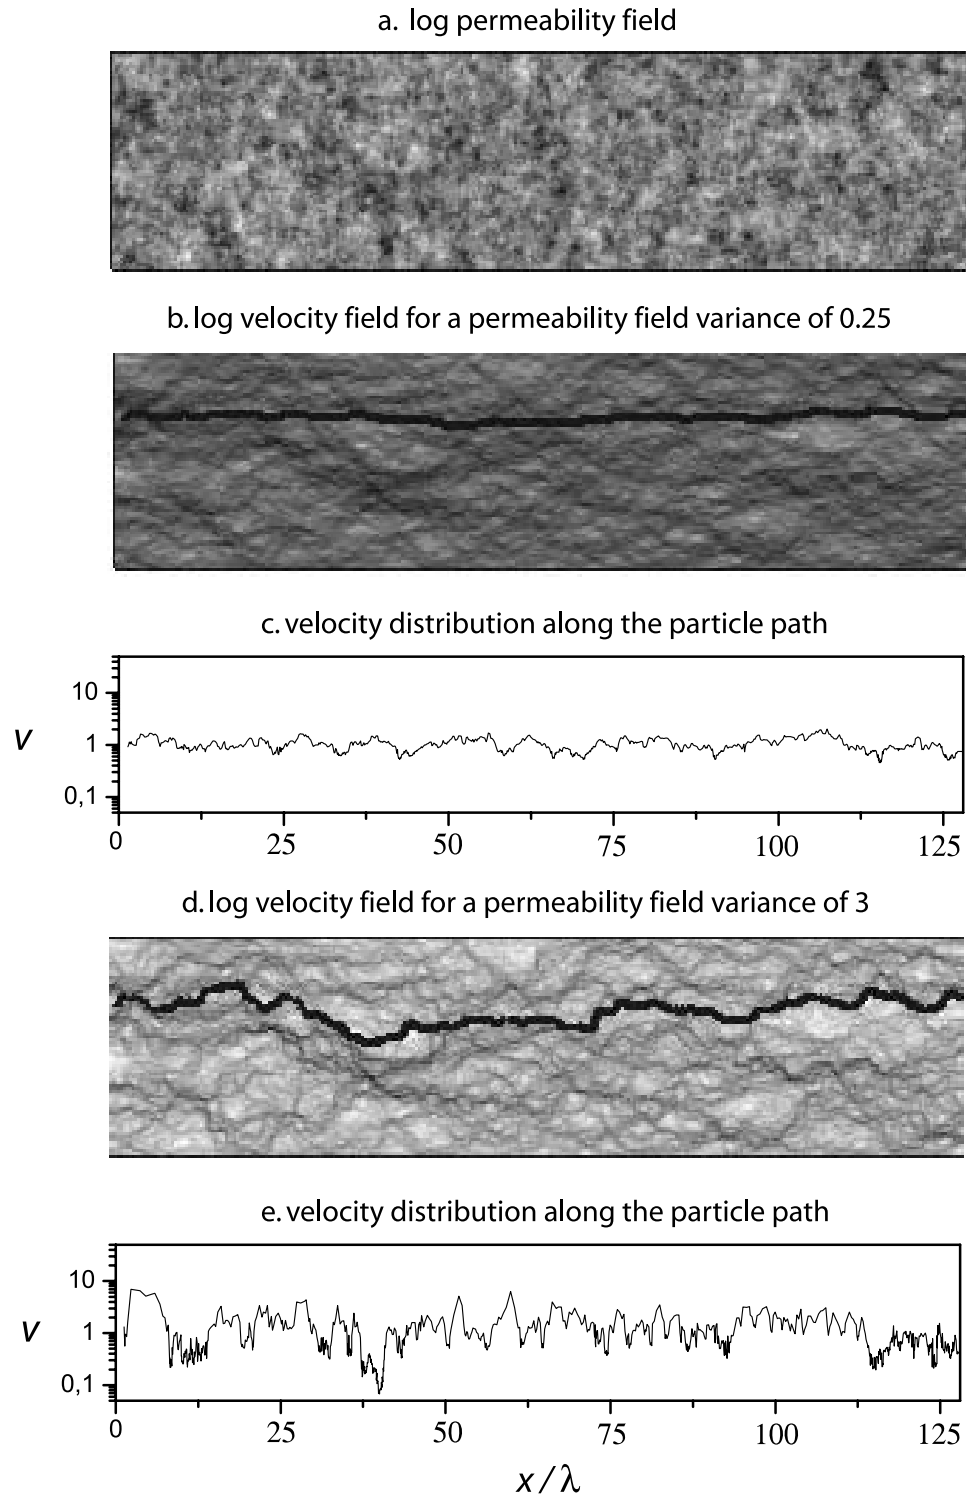 a. log permeability field
b. log velocity field for a permeability field variance of 0.25
c. velocity distribution along the particle path
10
v
1
0,1
0 25 50 75 100 125
d. log velocity field for a permeability field variance of 3
e. velocity distribution along the particle path
10
v
1
0,1
0 25 50 75 100 125
x / λ